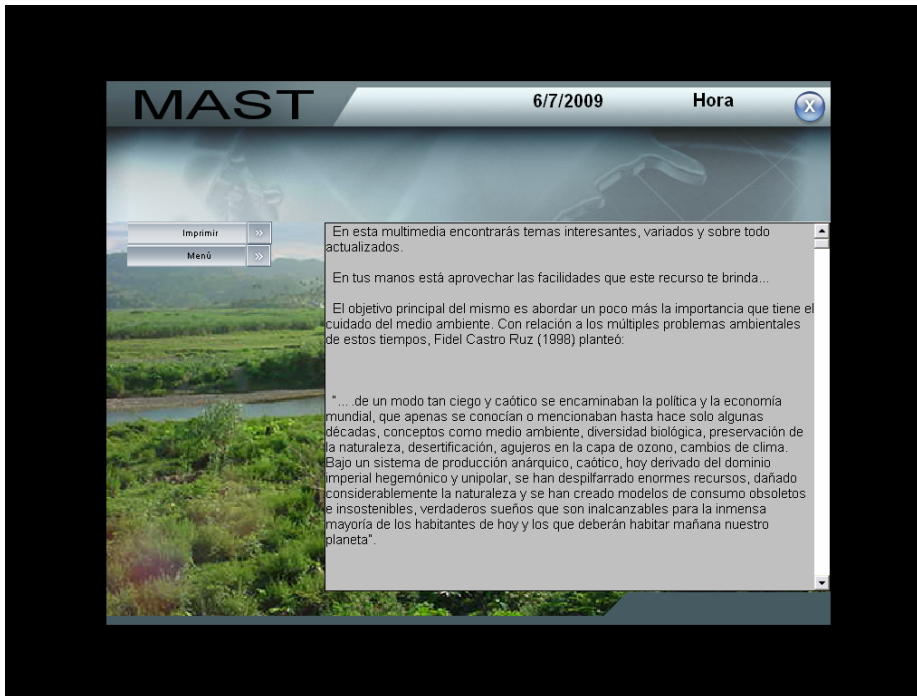 MAST
6/7/2009
Hora
X
Imprimir
Menú
En esta multimedia encontrarás temas interesantes, variados y sobre todo
actualizados.
En tus manos está aprovechar las facilidades que este recurso te brinda...
El objetivo principal del mismo es abordar un poco más la importancia que tiene el
cuidado del medio ambiente. Con relación a los múltiples problemas ambientales
de estos tiempos, Fidel Castro Ruz (1998) planteó:
"... .de un modo tan ciego y caótico se encaminaban la política y la economía
mundial, que apenas se conocían o mencionaban hasta hace solo algunas
décadas, conceptos como medio ambiente, diversidad biológica, preservación de
la naturaleza, desertificación, agujeros en la capa de ozono, cambios de clima.
Bajo un sistema de producción anárquico, caótico, hoy derivado del dominio
imperial hegemónico y unipolar, se han despilfarrado enormes recursos, dañado
considerablemente la naturaleza y se han creado modelos de consumo obsoletos
e insostenibles, verdaderos sueños que son inalcanzables para la inmensa
mayoría de los habitantes de hoy y los que deberán habitar mañana nuestro
planeta".